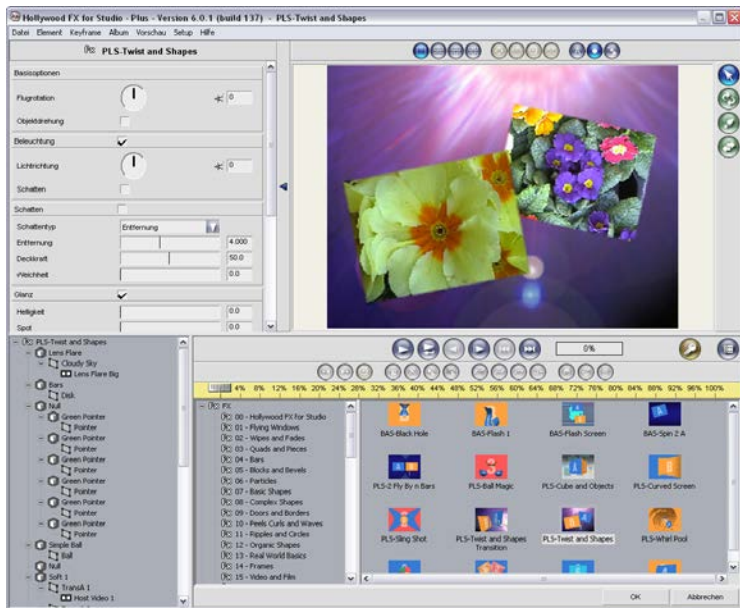 Hollywood FX for Studio - Plus - Version 6.0.1 (build 137) - PLS-Twist and Shapes
Datei Element Keyframe Album Vorschau Setup Hilfe
PLS-Twist and Shapes
Basisoptionen
Flugrotation 0
Objektdrehung
Beleuchtung
Lichtrichtung 0
Schatten
Schatten
Schattentyp Entfernung
Entfernung 4.000
Deckkraft 50.0
Weichheit 0.0
Glanz
Helligkeit 0.0
Spot 0.0
0%
4% 8% 12% 16% 20% 24% 28% 32% 36% 40% 44% 48% 52% 56% 60% 64% 68% 72% 76% 80% 84% 88% 92% 96% 100%
PLS-Twist and Shapes
Lens Flare
Cloudy Sky
Lens Flare Big
Bars
Disk
Null
Green Pointer
Pointer
Green Pointer
Pointer
Green Pointer
Pointer
Green Pointer
Pointer
Green Pointer
Pointer
Simple Ball
Ball
Null
Soft 1
TransA 1
Host Video 1
FX
00 - Hollywood FX for Studio
01 - Flying Windows
02 - Wipes and Fades
03 - Quads and Pieces
04 - Bars
05 - Blocks and Bevels
06 - Particles
07 - Basic Shapes
08 - Complex Shapes
09 - Doors and Borders
10 - Peels Curls and Waves
11 - Ripples and Circles
12 - Organic Shapes
13 - Real World Basics
14 - Frames
15 - Video and Film
BAS-Black Hole
BAS-Flash 1
BAS-Flash Screen
BAS-Spin 2 A
PLS-2 Fly By n Bars
PLS-Ball Magic
PLS-Cube and Objects
PLS-Curved Screen
PLS-Sling Shot
PLS-Twist and Shapes Transition
PLS-Twist and Shapes
PLS-Whirl Pool
OK
Abbrechen